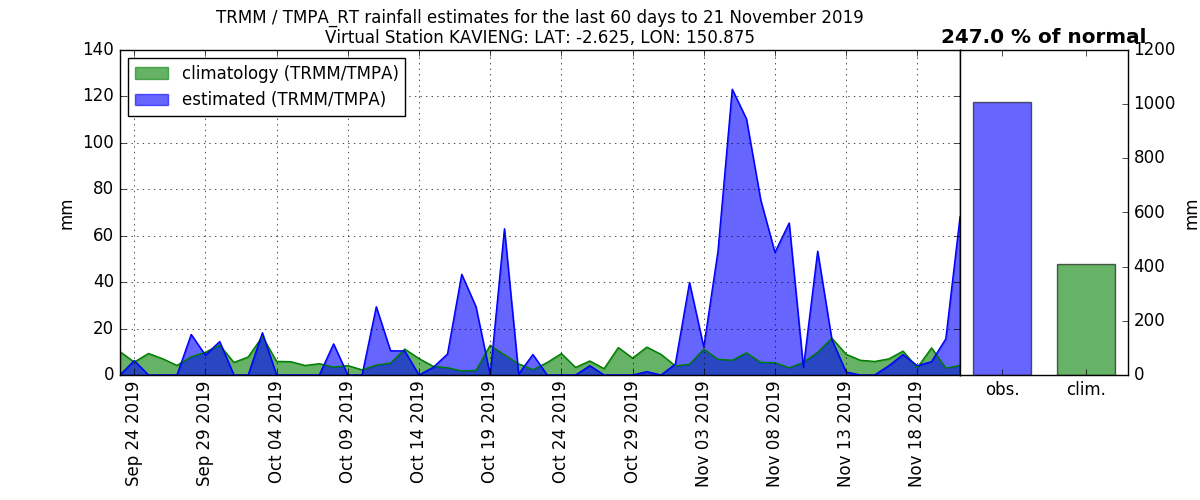 TRMM / TMPA_RT rainfall estimates for the last 60 days to 21 November 2019
Virtual Station KAVIENG: LAT: -2.625, LON: 150.875
247.0 % of normal
climatology (TRMM/TMPA)
estimated (TRMM/TMPA)
140
120
100
80
60
40
20
0
mm
Sep 24 2019
Sep 29 2019
Oct 04 2019
Oct 09 2019
Oct 14 2019
Oct 19 2019
Oct 24 2019
Oct 29 2019
Nov 03 2019
Nov 08 2019
Nov 13 2019
Nov 18 2019
1200
1000
800
600
400
200
0
mm
obs.
clim.